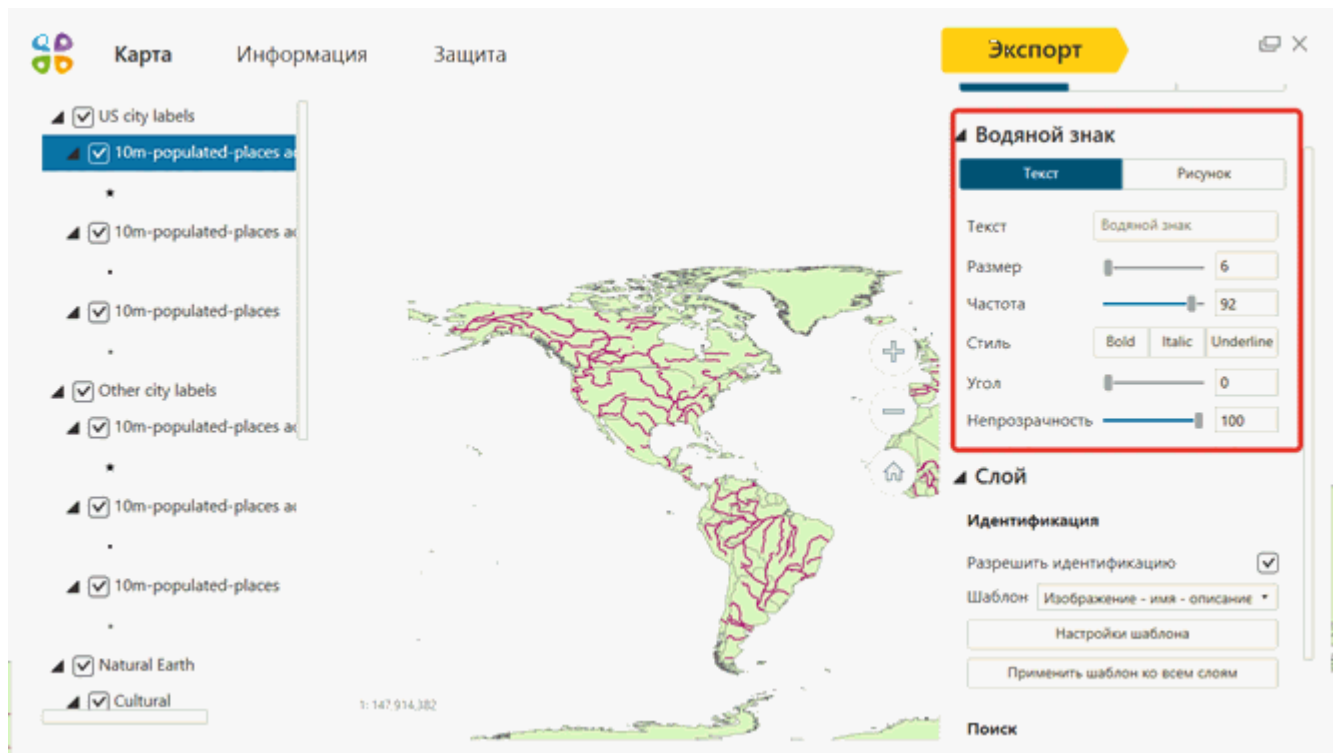 Карта Информация Защита Экспорт
US city labels
10m-populated-places a
10m-populated-places a
10m-populated-places
Other city labels
10m-populated-places a
10m-populated-places a
10m-populated-places
Natural Earth
Cultural
1: 147 914,382
Водяной знак
Текст Рисунок
Текст Водяной знак
Размер 6
Частота 92
Стиль Bold Italic Underline
Угол 0
Непрозрачность 100
Слой
Идентификация
Разрешить идентификацию
Шаблон Изображение - имя - описание
Настройки шаблона
Применить шаблон ко всем слоям
Поиск